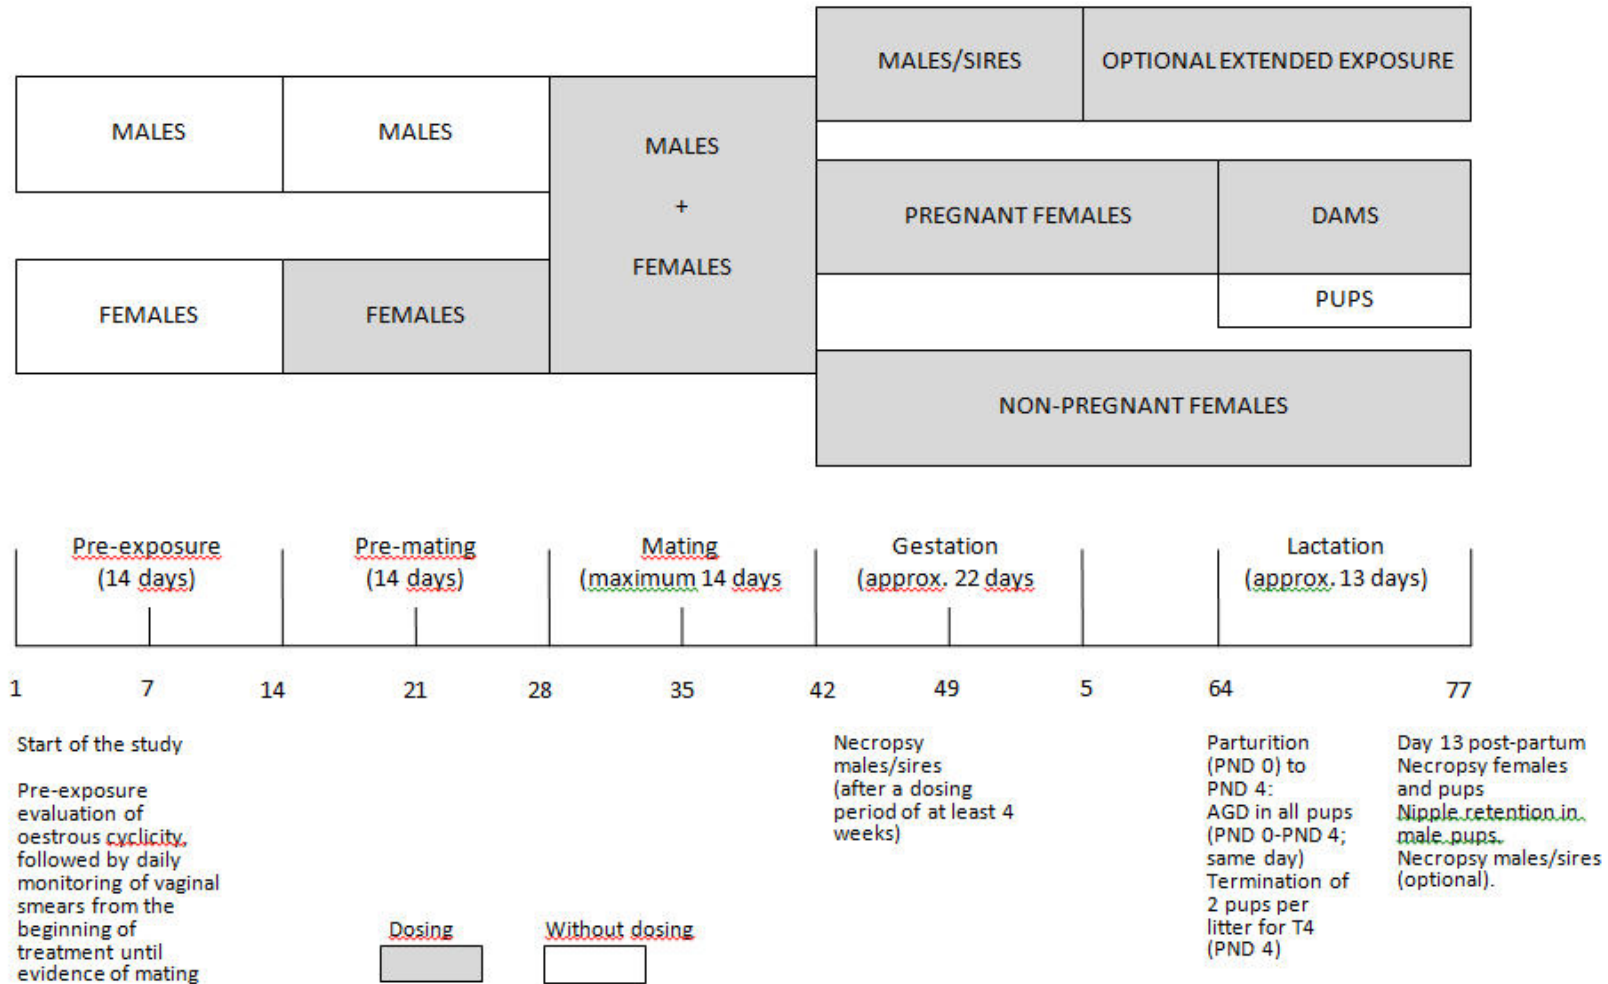 MALES/SIRES
OPTIONAL EXTENDED EXPOSURE
MALES
MALES
MALES
+
FEMALES
PREGNANT FEMALES
DAMS
PUPS
FEMALES
FEMALES
NON-PREGNANT FEMALES
Pre-exposure
(14 days)
Pre-mating
(14 days)
Mating
(maximum 14 days
Gestation
(approx. 22 days
Lactation
(approx. 13 days)
1 7 14 21 28 35 42 49 5 64 77
Start of the study
Pre-exposure
evaluation of
oestrous cyclicity,
followed by daily
monitoring of vaginal
smears from the
beginning of
treatment until
evidence of mating
Necropsy
males/sires
(after a dosing
period of at least 4
weeks)
Parturition
(PND 0) to
PND 4:
AGD in all pups
(PND 0-PND 4;
same day)
Termination of
2 pups per
litter for T4
(PND 4)
Day 13 post-partum
Necropsy females
and pups
Nipple retention in
male pups.
Necropsy males/sires
(optional).
Dosing
Without dosing